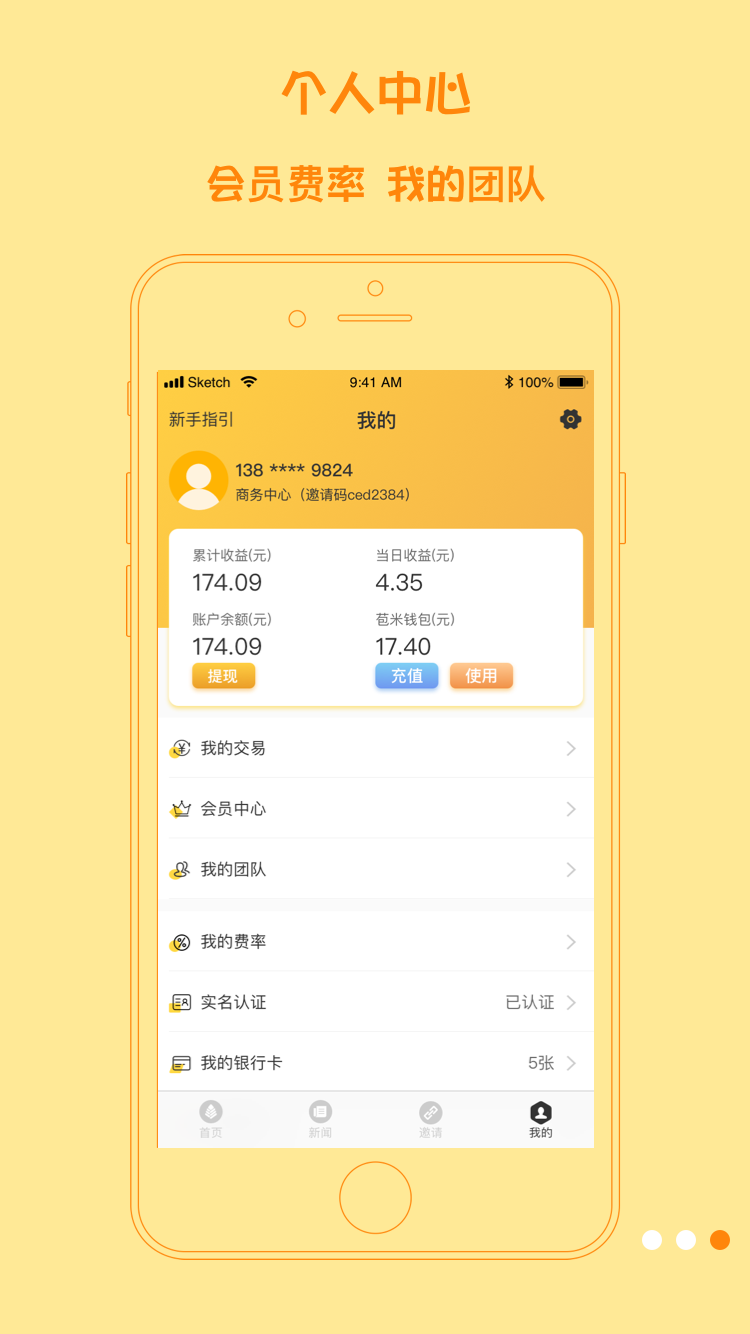 个人中心
会员费率 我的团队
Sketch 9:41 AM 100%
新手指引 我的
138 **** 9824
商务中心（邀请码ced2384）
累计收益(元) 当日收益(元)
174.09 4.35
账户余额(元) 苞米钱包(元)
174.09 17.40
提现 充值 使用
我的交易
会员中心
我的团队
我的费率
实名认证 已认证
我的银行卡 5张
首页 新闻 邀请 我的